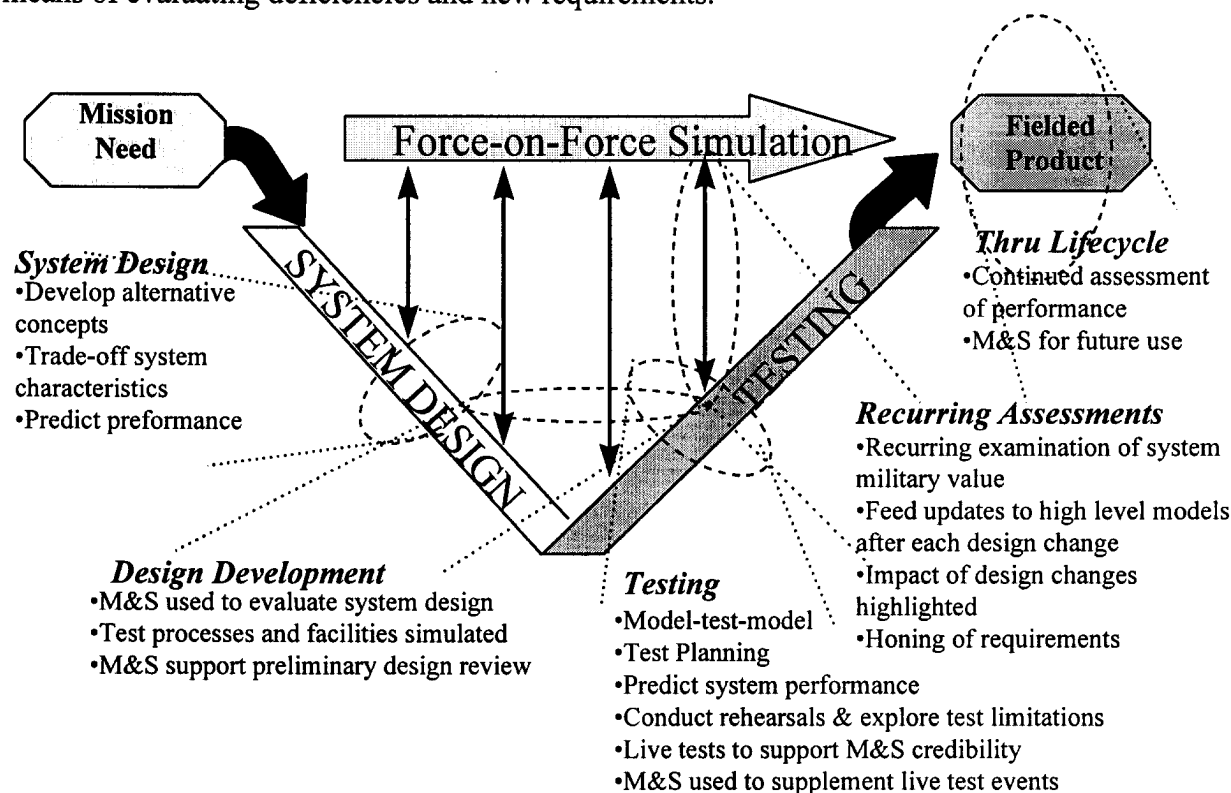 means of evaluating deficiencies and new requirements.
Mission
Need
Force-on-Force Simulation
Fielded
Product
SYSTEM DESIGN
TESTING
System Design
•Develop alternative
concepts
•Trade-off system
characteristics
•Predict preformance
Thru Lifecycle
•Continued assessment
of performance
•M&S for future use
Design Development
•M&S used to evaluate system design
•Test processes and facilities simulated
•M&S support preliminary design review
Testing
•Model-test-model
•Test Planning
•Predict system performance
•Conduct rehearsals & explore test limitations
•Live tests to support M&S credibility
•M&S used to supplement live test events
Recurring Assessments
•Recurring examination of system
military value
•Feed updates to high level models
after each design change
•Impact of design changes
highlighted
•Honing of requirements